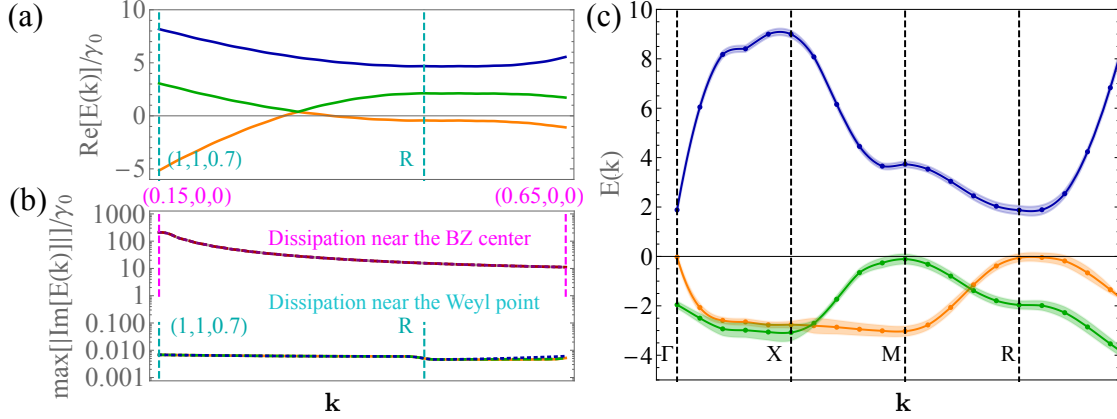 (a)
Re[E(k)]/γ0
10
5
0
−5
(1,1,0.7)
R
(0.15,0,0)
(0.65,0,0)
(b)
max[|Im[E(k)]|]/γ0
1000
100
10
1
0.100
0.010
0.001
Dissipation near the BZ center
Dissipation near the Weyl point
(1,1,0.7)
R
k
(c)
E(k)
10
8
6
4
2
0
−2
−4
Γ
X
M
R
k